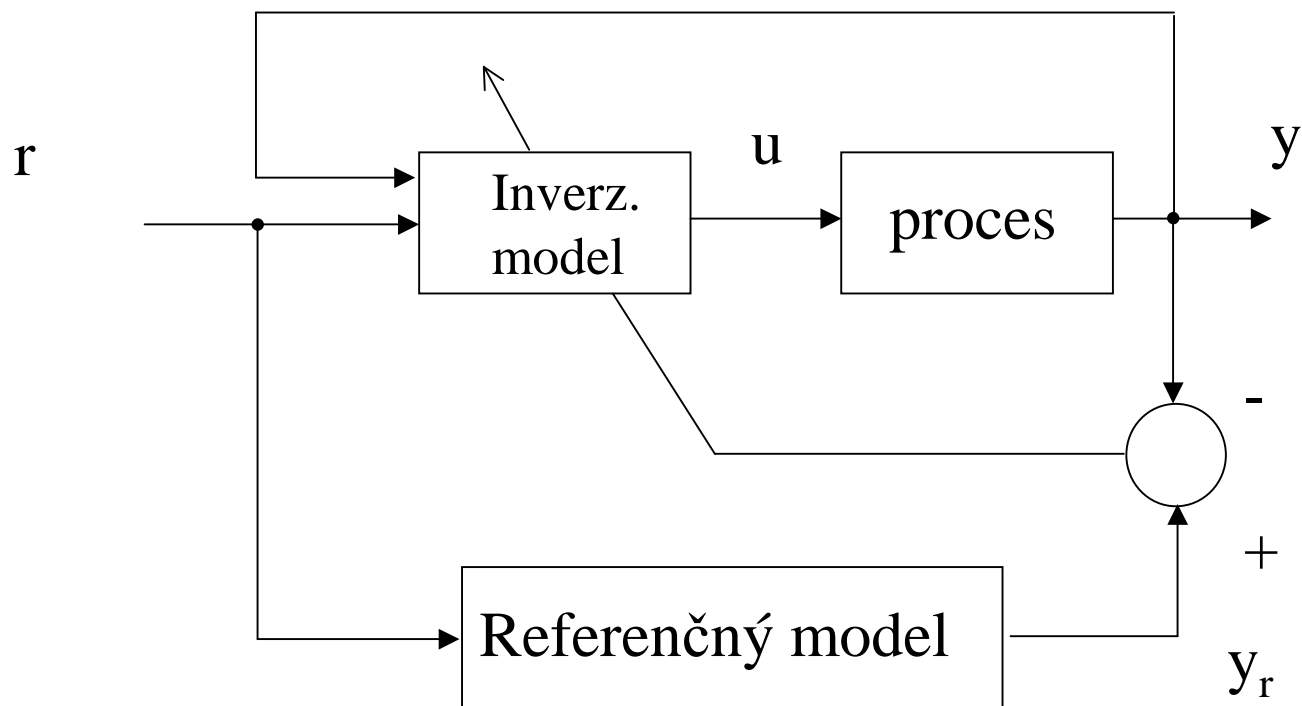 r
u
y
Inverz.
model
proces
-
+
Referenčný model
yᵣ